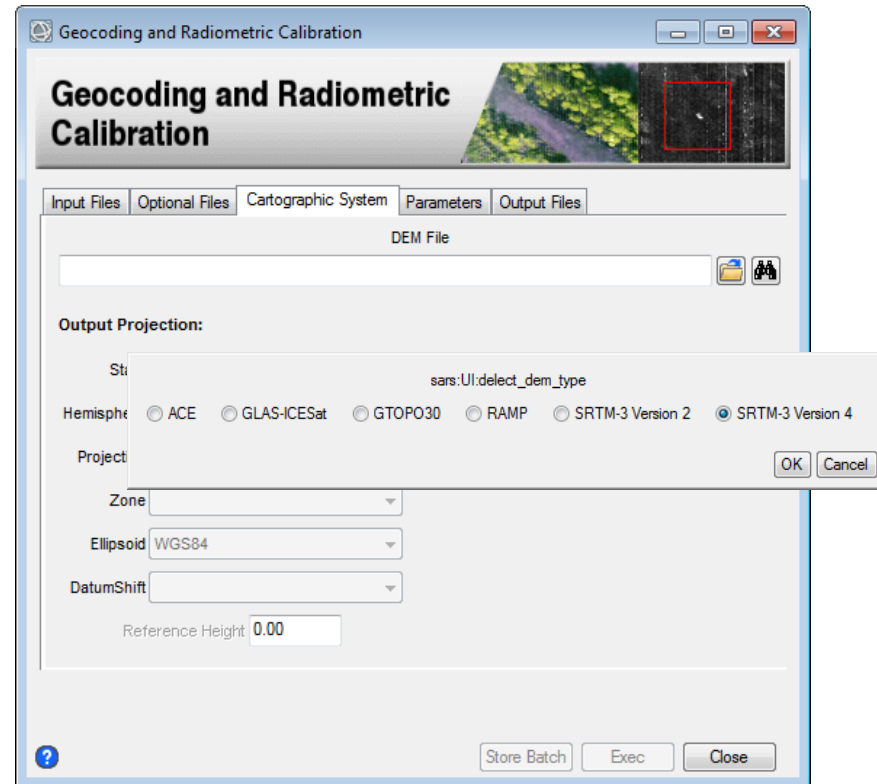 Geocoding and Radiometric Calibration
Geocoding and Radiometric
Calibration
Input Files Optional Files Cartographic System Parameters Output Files
DEM File
Output Projection:
sars:UI:delect_dem_type
ACE GLAS-ICESat GTOPO30 RAMP SRTM-3 Version 2 SRTM-3 Version 4
OK Cancel
Zone
Ellipsoid WGS84
DatumShift
Reference Height 0.00
Store Batch Exec Close